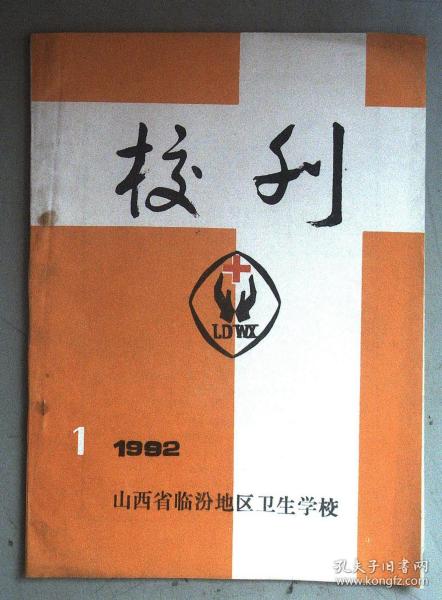 校刊
LDWX
1 1992
山西省临汾地区卫生学校
孔夫子旧书网
www.kongfz.com